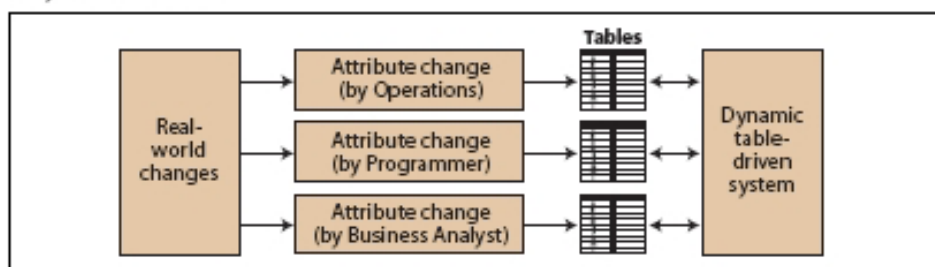 Tables
Real-
world
changes
Attribute change
(by Operations)
Attribute change
(by Programmer)
Attribute change
(by Business Analyst)
Dynamic
table-
driven
system